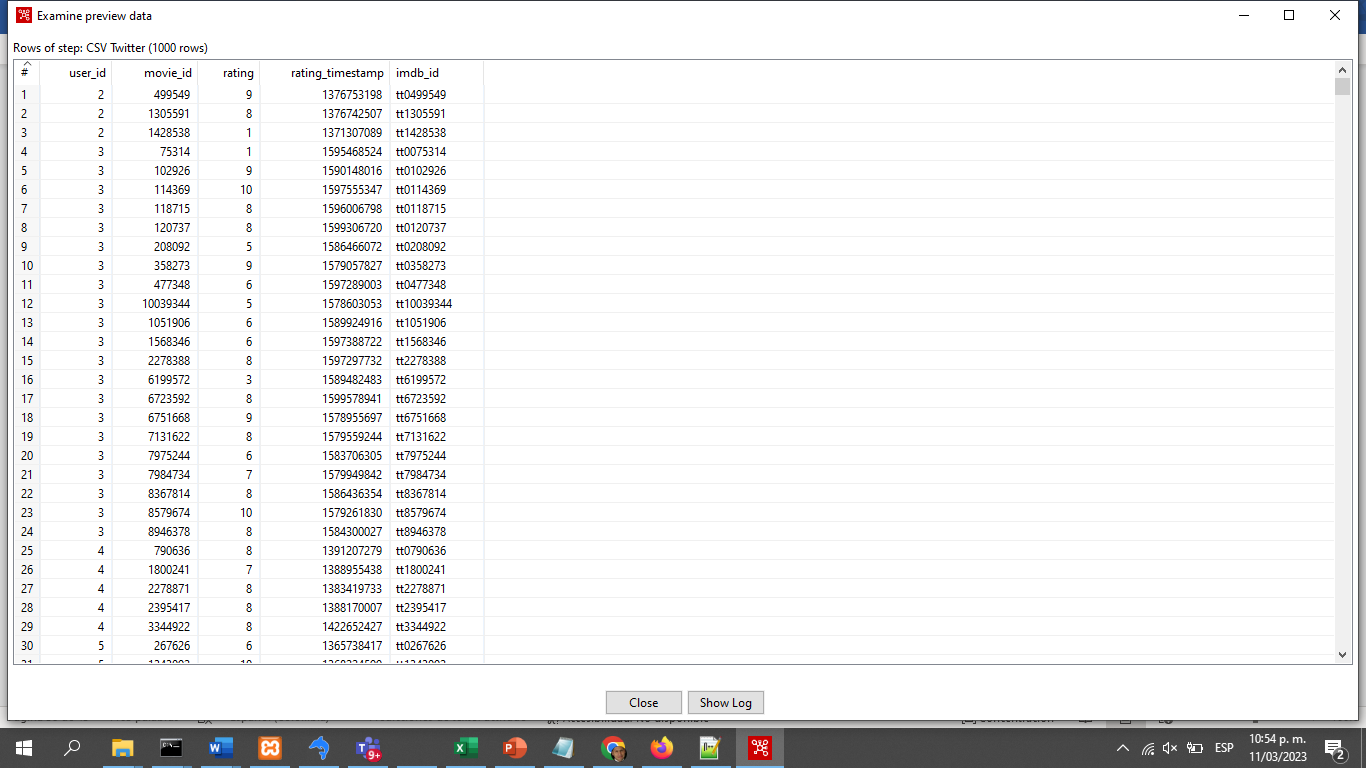 Examine preview data
Rows of step: CSV Twitter (1000 rows)
# user_id movie_id rating rating_timestamp imdb_id
1 2 499549 9 1376753198 tt0499549
2 2 1305591 8 1376742507 tt1305591
3 2 1428538 1 1371307089 tt1428538
4 3 75314 1 1595468524 tt0075314
5 3 102926 9 1590148016 tt0102926
6 3 114369 10 1597555347 tt0114369
7 3 118715 8 1596006798 tt0118715
8 3 120737 8 1599306720 tt0120737
9 3 208092 5 1586466072 tt0208092
10 3 358273 9 1579057827 tt0358273
11 3 477348 6 1597289003 tt0477348
12 3 10039344 5 1578603053 tt10039344
13 3 1051906 6 1589924916 tt1051906
14 3 1568346 6 1597388722 tt1568346
15 3 2278388 8 1597297732 tt2278388
16 3 6199572 3 1589482483 tt6199572
17 3 6723592 8 1599578941 tt6723592
18 3 6751668 9 1578955697 tt6751668
19 3 7131622 8 1579559244 tt7131622
20 3 7975244 6 1583706305 tt7975244
21 3 7984734 7 1579949842 tt7984734
22 3 8367814 8 1586436354 tt8367814
23 3 8579674 10 1579261830 tt8579674
24 3 8946378 8 1584300027 tt8946378
25 4 790636 8 1391207279 tt0790636
26 4 1800241 7 1388955438 tt1800241
27 4 2278871 8 1383419733 tt2278871
28 4 2395417 8 1388170007 tt2395417
29 4 3344922 8 1422652427 tt3344922
30 5 267626 6 1365738417 tt0267626
Close Show Log
9+
ESP
10:54 p. m.
11/03/2023
2